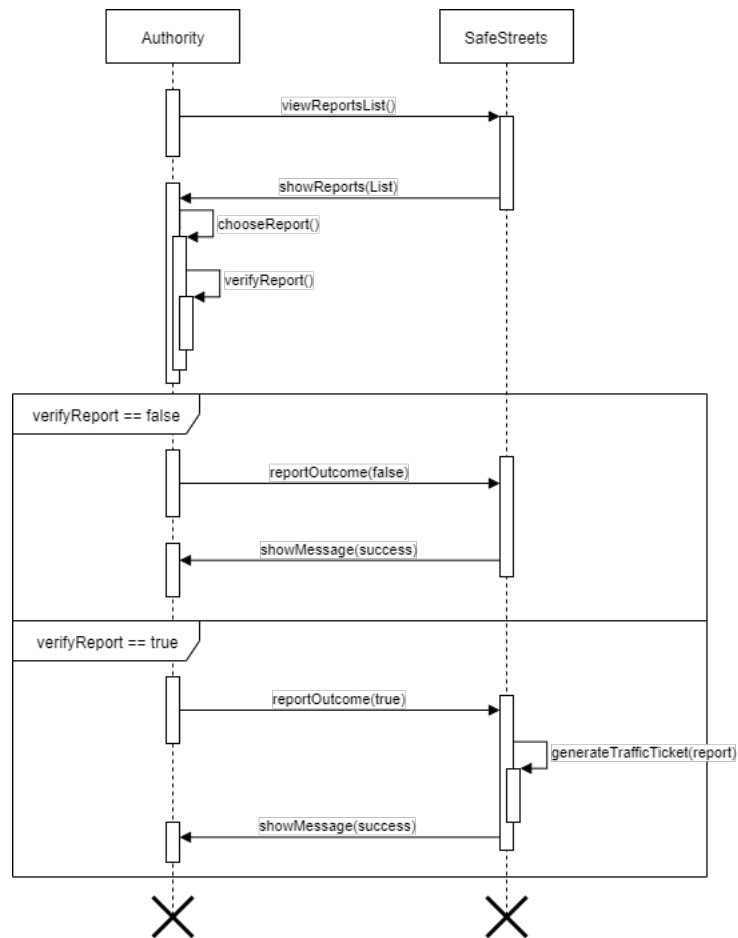 Authority
SafeStreets
viewReportsList()
showReports(List)
chooseReport()
verifyReport()
verifyReport == false
reportOutcome(false)
showMessage(success)
verifyReport == true
reportOutcome(true)
generateTrafficTicket(report)
showMessage(success)